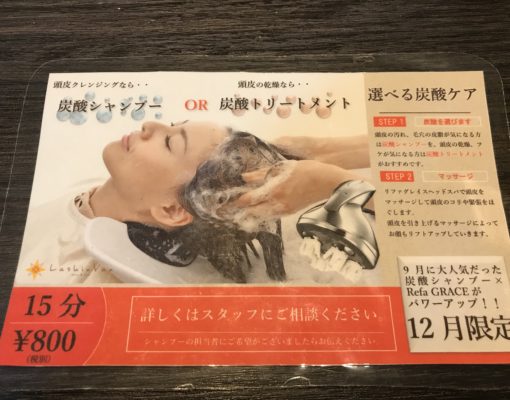 頭皮クレンジングなら・・
炭酸シャンプー
OR
頭皮の乾燥なら・・
炭酸トリートメント
選べる炭酸ケア
STEP 1
炭酸を選びます
頭皮の汚れ、毛穴の皮脂が気になる方
は炭酸シャンプーを、頭皮の乾燥、フ
ケが気になる方は炭酸トリートメント
がおすすめです。
STEP 2
マッサージ
リファグレイスヘッドスパで頭皮を
マッサージして頭皮のコリや緊張をほ
ぐします。
頭皮を引き上げるマッサージによって
お顔もリフトアップしていきます。
15分
¥800
(税別)
詳しくはスタッフにご相談ください。
シャンプーの担当者にご希望がございましたらお伝えください
9月に大人気だった
炭酸シャンプー×
Refa GRACEが
パワーアップ！！
12月限定